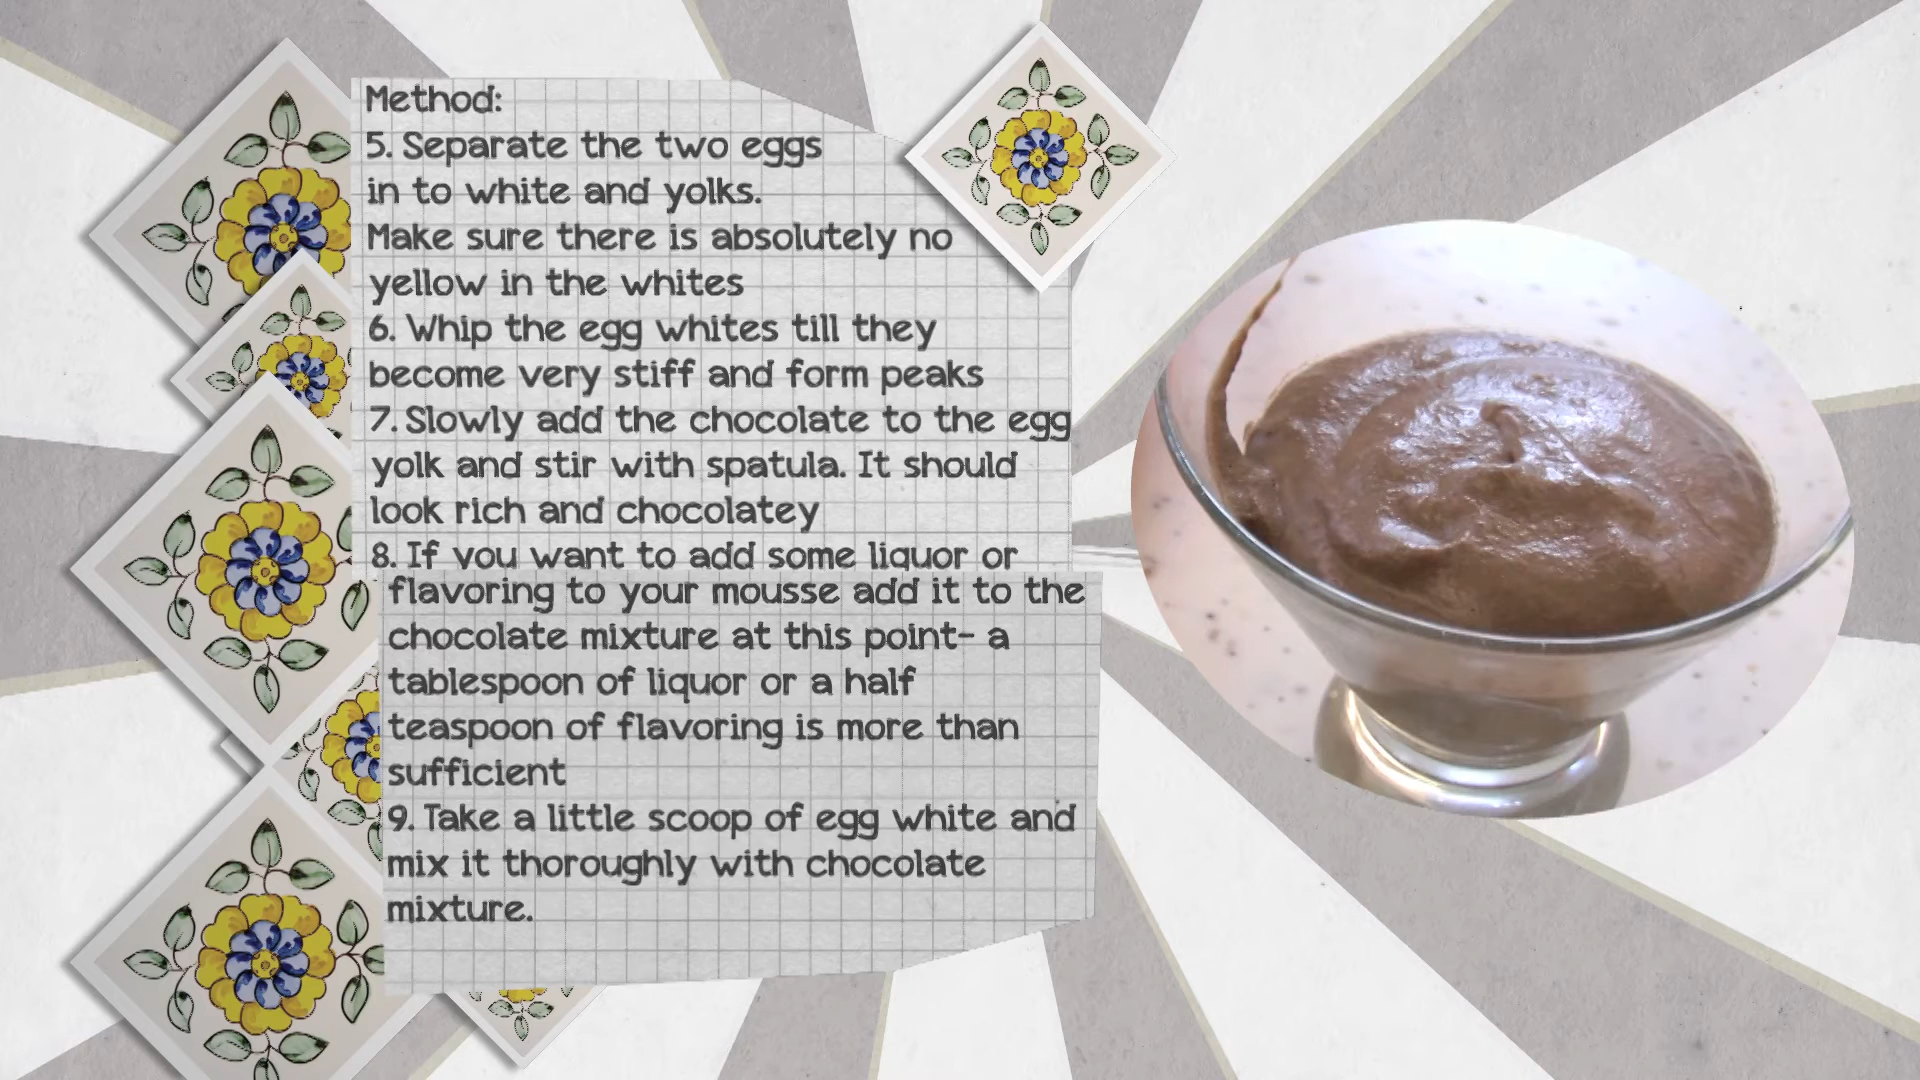 Method:
5. Separate the two eggs
in to white and yolks.
Make sure there is absolutely no
yellow in the whites
6. Whip the egg whites till they
become very stiff and form peaks
7. Slowly add the chocolate to the egg
yolk and stir with spatula. It should
look rich and chocolatey
8. If you want to add some liquor or
flavoring to your mousse add it to the
chocolate mixture at this point- a
tablespoon of liquor or a half
teaspoon of flavoring is more than
sufficient
9. Take a little scoop of egg white and
mix it thoroughly with chocolate
mixture.